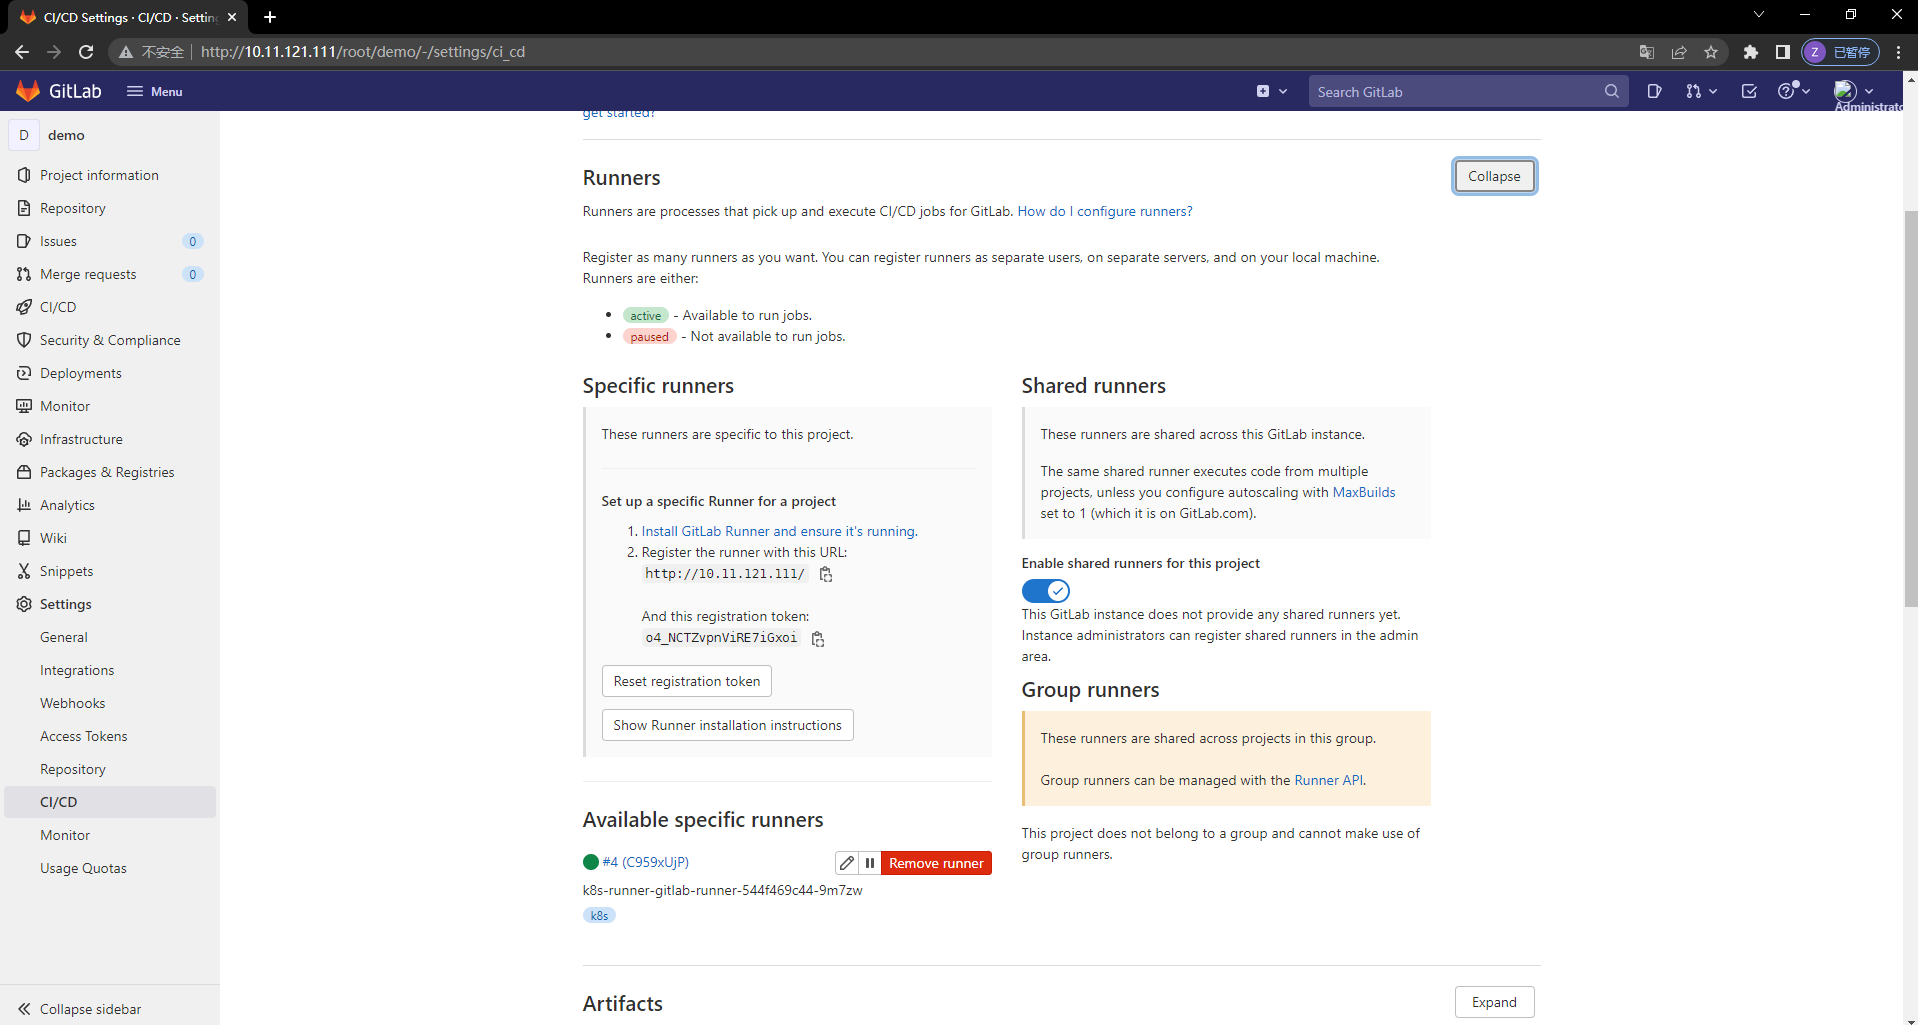 CI/CD Settings · CI/CD · Settin
不安全 http://10.11.121.111/root/demo/-/settings/ci_cd
Z 已暂停
GitLab Menu
Search GitLab
Administrato
D demo
Project information
Repository
Issues 0
Merge requests 0
CI/CD
Security & Compliance
Deployments
Monitor
Infrastructure
Packages & Registries
Analytics
Wiki
Snippets
Settings
General
Integrations
Webhooks
Access Tokens
Repository
CI/CD
Monitor
Usage Quotas
Collapse sidebar
get started?
Runners
Collapse
Runners are processes that pick up and execute CI/CD jobs for GitLab. How do I configure runners?
Register as many runners as you want. You can register runners as separate users, on separate servers, and on your local machine.
Runners are either:
active - Available to run jobs.
paused - Not available to run jobs.
Specific runners
These runners are specific to this project.
Set up a specific Runner for a project
1. Install GitLab Runner and ensure it's running.
2. Register the runner with this URL:
http://10.11.121.111/
And this registration token:
o4_NCTZvpnViRE7iGxoi
Reset registration token
Show Runner installation instructions
Available specific runners
#4 (C959xUjP)
Remove runner
k8s-runner-gitlab-runner-544f469c44-9m7zw
k8s
Shared runners
These runners are shared across this GitLab instance.
The same shared runner executes code from multiple
projects, unless you configure autoscaling with MaxBuilds
set to 1 (which it is on GitLab.com).
Enable shared runners for this project
This GitLab instance does not provide any shared runners yet.
Instance administrators can register shared runners in the admin
area.
Group runners
These runners are shared across projects in this group.
Group runners can be managed with the Runner API.
This project does not belong to a group and cannot make use of
group runners.
Artifacts
Expand